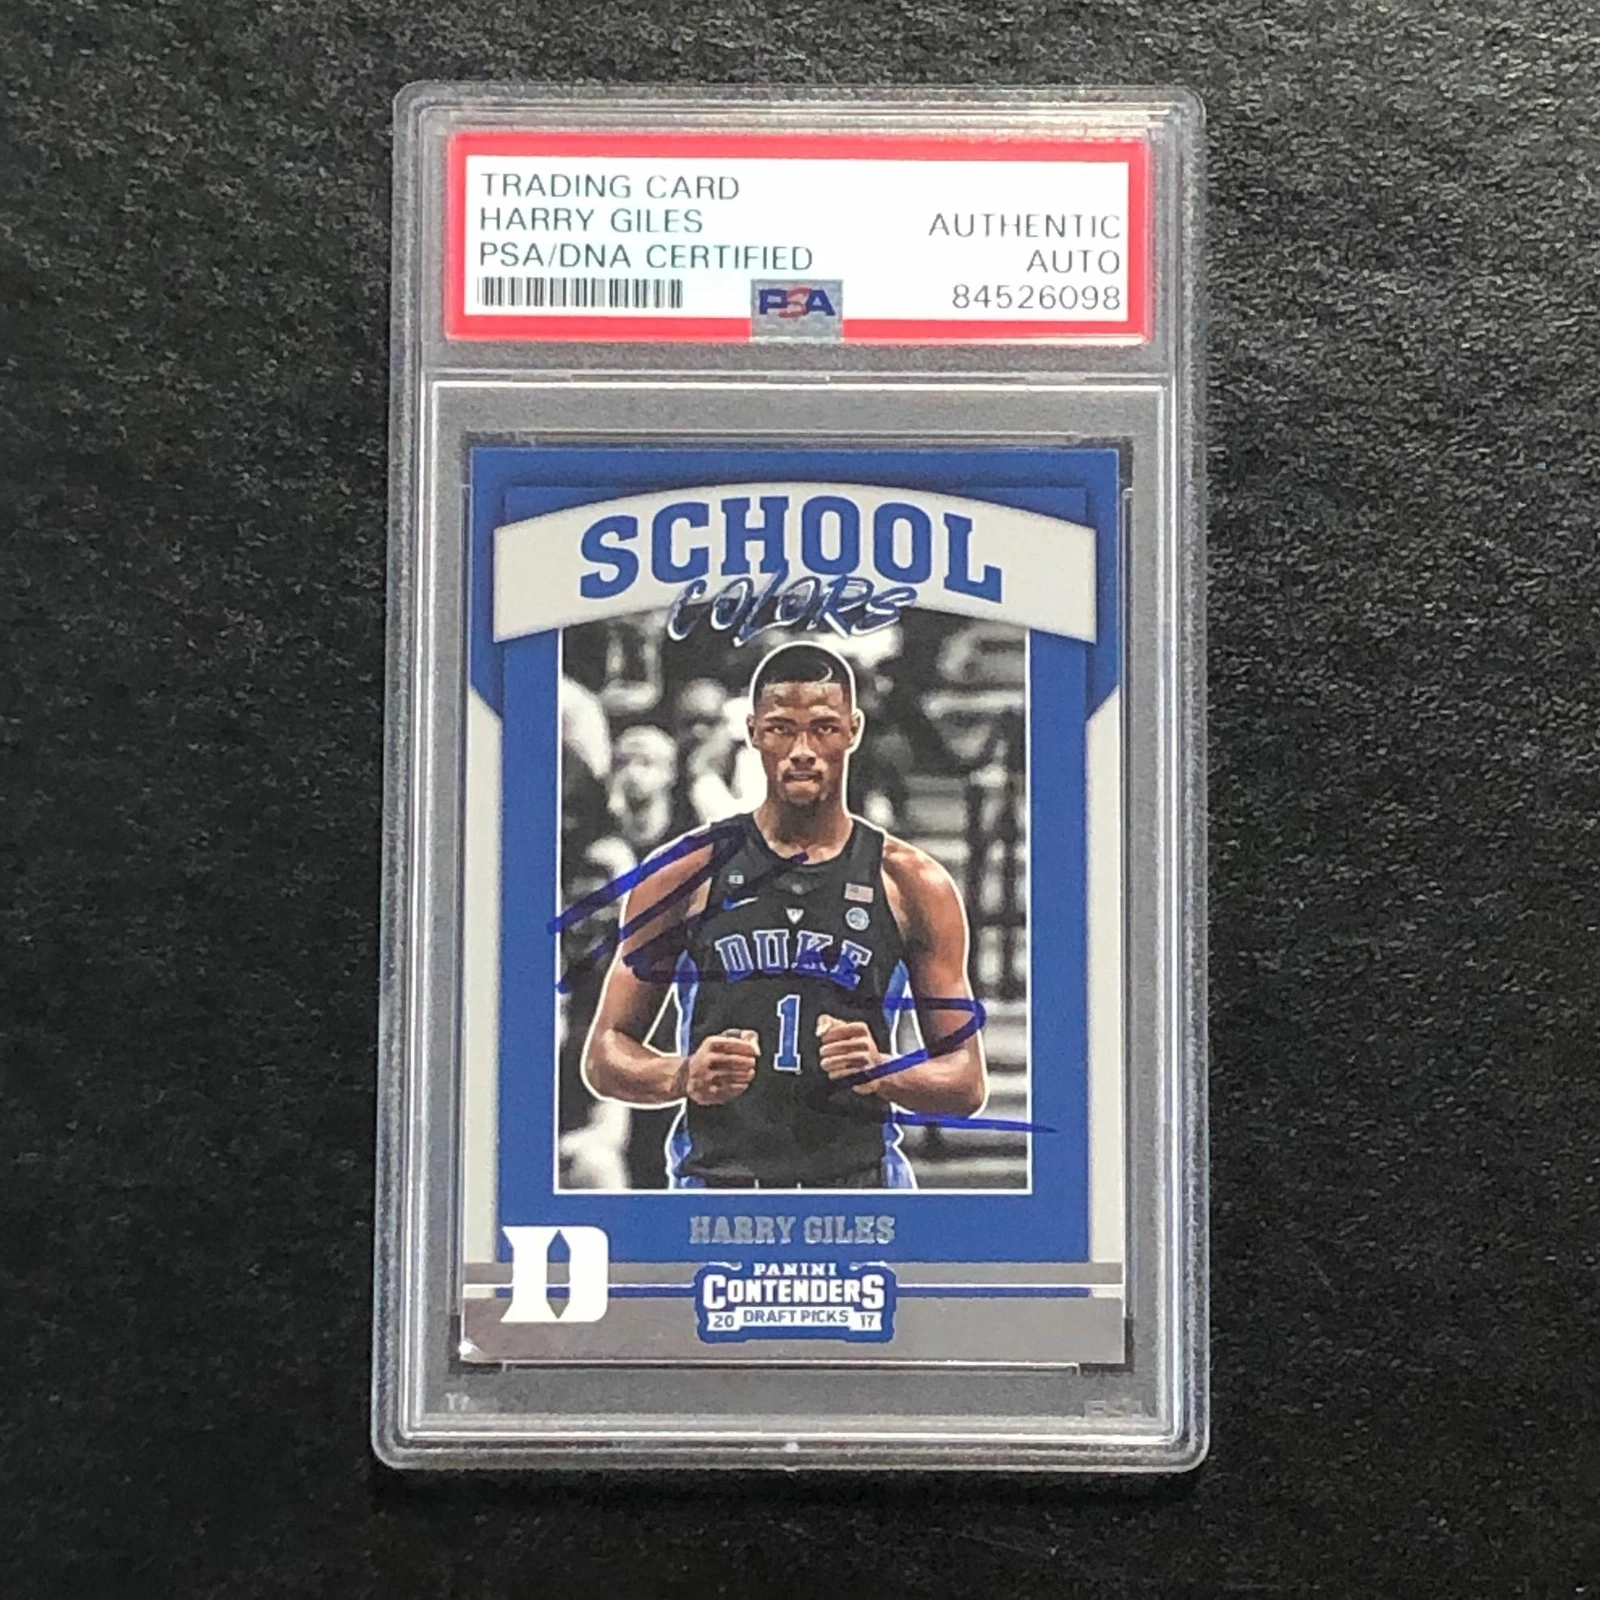 TRADING CARD
HARRY GILES
PSA/DNA CERTIFIED
AUTHENTIC
AUTO
84526098
PSA
SCHOOL
COLORS
DUKE
1
HARRY GILES
D
PANINI
CONTENDERS
20 DRAFT PICKS 17